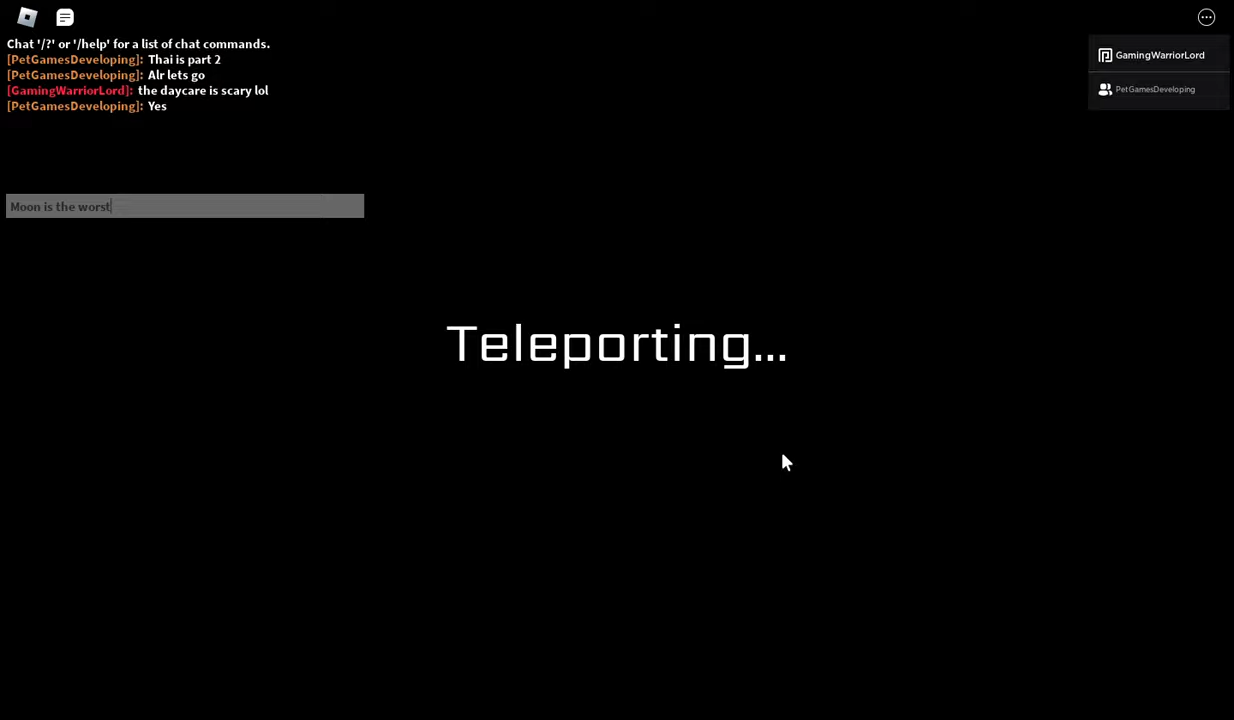 Chat '/?' or '/help' for a list of chat commands.
[PetGamesDeveloping]: Thai is part 2
[PetGamesDeveloping]: Alr lets go
[GamingWarriorLord]: the daycare is scary lol
[PetGamesDeveloping]: Yes
GamingWarriorLord
PetGamesDeveloping
Moon is the worst
Teleporting...